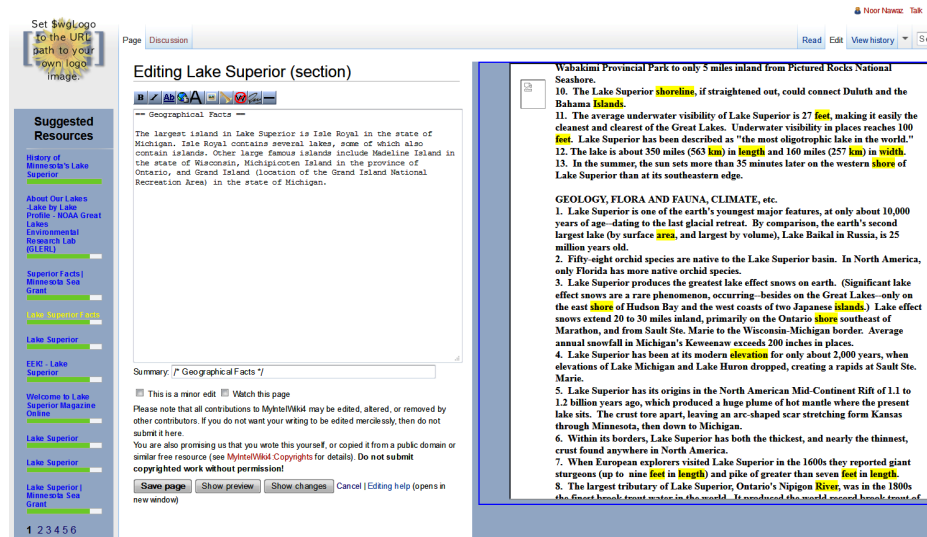 Noor Nawaz Talk
Set $wgLogo
to the URL
path to your
own logo
image.
Page Discussion
Read Edit View history
Editing Lake Superior (section)
Suggested
Resources
History of
Minnesota's Lake
Superior
About Our Lakes
-Lake by Lake
Profile - NOAA Great
Lakes
Environmental
Research Lab
(GLERL)
Superior Facts |
Minnesota Sea
Grant
Lake Superior Facts
Lake Superior
EEK! - Lake
Superior
Welcome to Lake
Superior Magazine
Online
Lake Superior
Lake Superior
Lake Superior |
Minnesota Sea
Grant
1 2 3 4 5 6
B Ab A
== Geographical Facts ==
The largest island in Lake Superior is Isle Royal in the state of
Michigan. Isle Royal contains several lakes, some of which also
contain islands. Other large famous islands include Madeline Island in
the state of Wisconsin, Michipicoten Island in the province of
Ontario, and Grand Island (location of the Grand Island National
Recreation Area) in the state of Michigan.
Summary: /* Geographical Facts */
This is a minor edit Watch this page
Please note that all contributions to MyIntelWiki4 may be edited, altered, or removed by
other contributors. If you do not want your writing to be edited mercilessly, then do not
submit it here.
You are also promising us that you wrote this yourself, or copied it from a public domain or
similar free resource (see MyIntelWiki4:Copyrights for details). Do not submit
copyrighted work without permission!
Save page Show preview Show changes Cancel | Editing help (opens in
new window)
Wabakimi Provincial Park to only 5 miles inland from Pictured Rocks National
Seashore.
10. The Lake Superior shoreline, if straightened out, could connect Duluth and the
Bahama Islands.
11. The average underwater visibility of Lake Superior is 27 feet, making it easily the
cleanest and clearest of the Great Lakes. Underwater visibility in places reaches 100
feet. Lake Superior has been described as "the most oligotrophic lake in the world."
12. The lake is about 350 miles (563 km) in length and 160 miles (257 km) in width.
13. In the summer, the sun sets more than 35 minutes later on the western shore of
Lake Superior than at its southeastern edge.
GEOLOGY, FLORA AND FAUNA, CLIMATE, etc.
1. Lake Superior is one of the earth's youngest major features, at only about 10,000
years of age--dating to the last glacial retreat. By comparison, the earth's second
largest lake (by surface area, and largest by volume), Lake Baikal in Russia, is 25
million years old.
2. Fifty-eight orchid species are native to the Lake Superior basin. In North America,
only Florida has more native orchid species.
3. Lake Superior produces the greatest lake effect snows on earth. (Significant lake
effect snows are a rare phenomenon, occurring--besides on the Great Lakes--only on
the east shore of Hudson Bay and the west coasts of two Japanese islands.) Lake effect
snows extend 20 to 30 miles inland, primarily on the Ontario shore southeast of
Marathon, and from Sault Ste. Marie to the Wisconsin-Michigan border. Average
annual snowfall in Michigan's Keweenaw exceeds 200 inches in places.
4. Lake Superior has been at its modern elevation for only about 2,000 years, when
elevations of Lake Michigan and Lake Huron dropped, creating a rapids at Sault Ste.
Marie.
5. Lake Superior has its origins in the North American Mid-Continent Rift of 1.1 to
1.2 billion years ago, which produced a huge plume of hot mantle where the present
lake sits. The crust tore apart, leaving an arc-shaped scar stretching form Kansas
through Minnesota, then down to Michigan.
6. Within its borders, Lake Superior has both the thickest, and nearly the thinnest,
crust found anywhere in North America.
7. When European explorers visited Lake Superior in the 1600s they reported giant
sturgeons (up to nine feet in length) and pike of greater than seven feet in length.
8. The largest tributary of Lake Superior, Ontario's Nipigon River, was in the 1800s
the finest brook trout water in the world. It produced the world record brook trout of